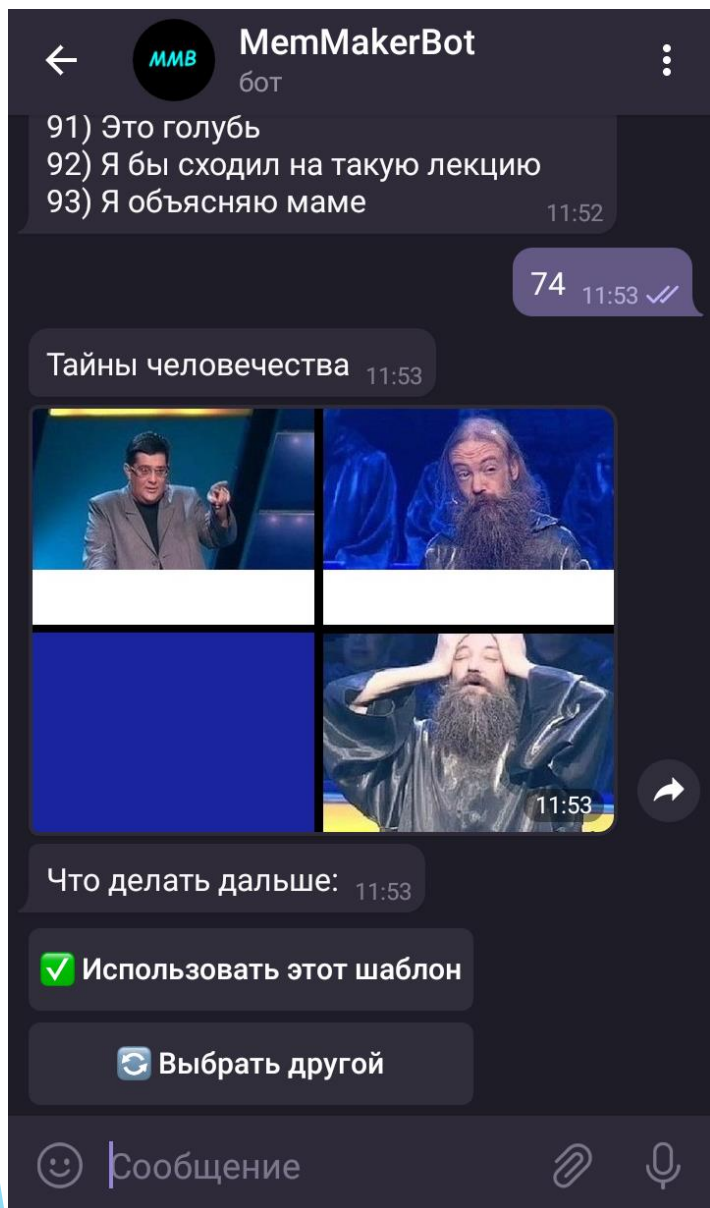 MMB
MemMakerBot
бот
91) Это голубь
92) Я бы сходил на такую лекцию
93) Я объясняю маме
11:52
74 11:53
Тайны человечества 11:53
11:53
Что делать дальше: 11:53
Использовать этот шаблон
Выбрать другой
Сообщение